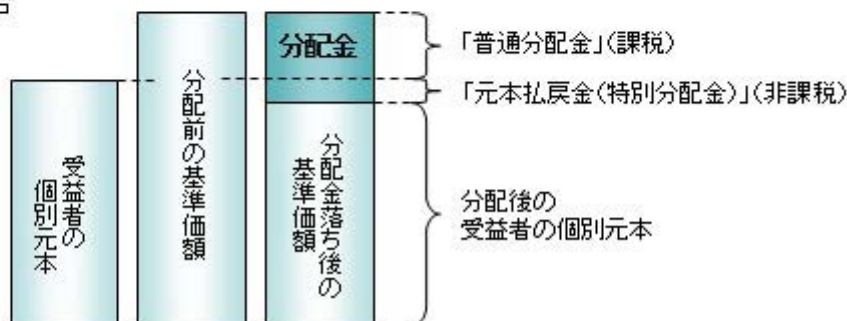 受益者の
個別元本
分配前の基準価額
分配金
分配金落ち後の
基準価額
「普通分配金」(課税)
「元本払戻金(特別分配金)」(非課税)
分配後の
受益者の個別元本